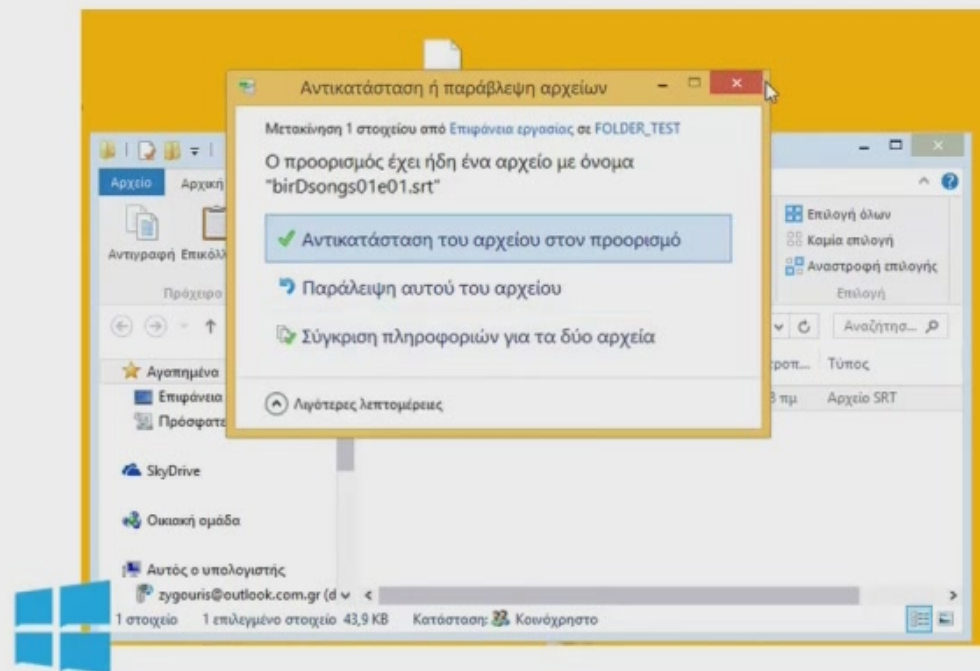 Αντικατάσταση ή παράβλεψη αρχείων
Μετακίνηση 1 στοιχείου από Επιφάνεια εργασίας σε FOLDER_TEST
Ο προορισμός έχει ήδη ένα αρχείο με όνομα
"birDsongs01e01.srt"
Αντικατάσταση του αρχείου στον προορισμό
Παράλειψη αυτού του αρχείου
Σύγκριση πληροφοριών για τα δύο αρχεία
Λιγότερες λεπτομέρειες
Αρχείο Αρχική
Αντιγραφή
Πρόχειρο
Επιλογή όλων
Καμία επιλογή
Αναστροφή επιλογής
Επιλογή
Αναζήτησ...
Τύπος
πμ Αρχείο SRT
Αγαπημένα
Επιφάνεια
SkyDrive
Οικιακή ομάδα
Αυτός ο υπολογιστής
zygouris@outlook.com.gr (d
1 στοιχείο 1 επιλεγμένο στοιχείο 43,9 KB Κατάσταση: Κοινόχρηστο